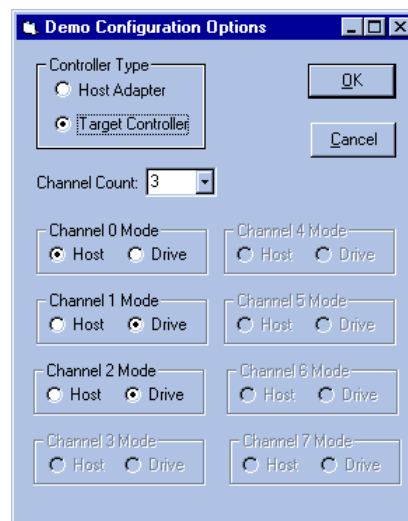 Demo Configuration Options
Controller Type
Host Adapter
Target Controller
OK
Cancel
Channel Count: 3
Channel 0 Mode
Host Drive
Channel 4 Mode
Host Drive
Channel 1 Mode
Host Drive
Channel 5 Mode
Host Drive
Channel 2 Mode
Host Drive
Channel 6 Mode
Host Drive
Channel 3 Mode
Host Drive
Channel 7 Mode
Host Drive